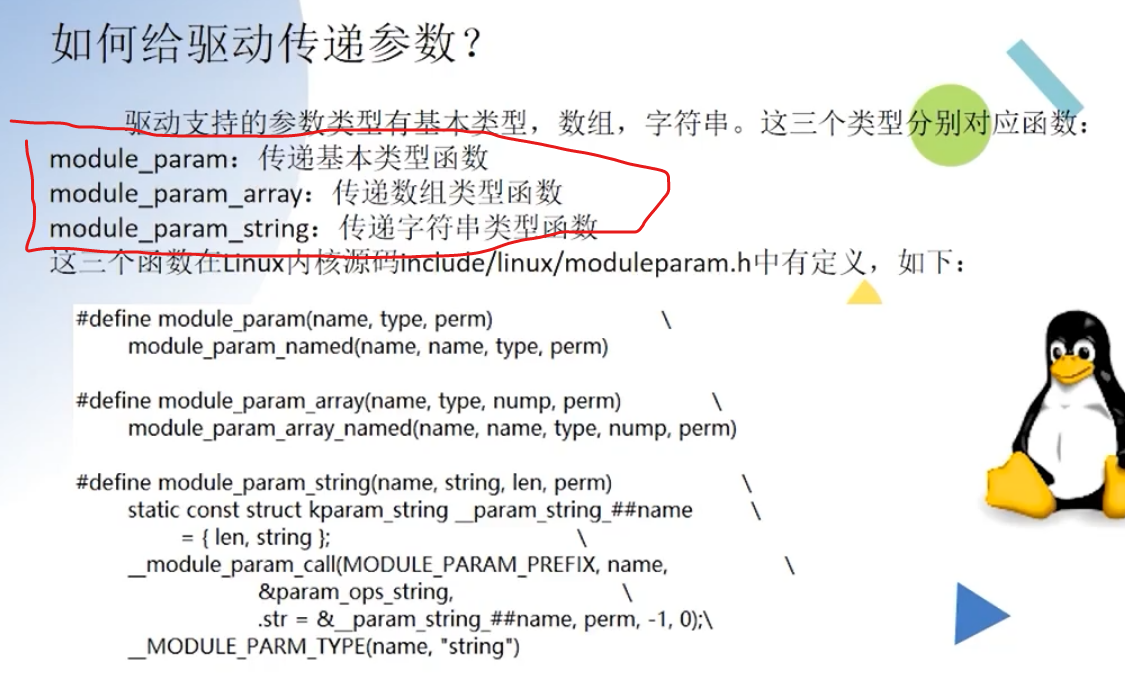 如何给驱动传递参数?
驱动支持的参数类型有基本类型，数组，字符串。这三个类型分别对应函数：
module_param：传递基本类型函数
module_param_array：传递数组类型函数
module_param_string：传递字符串类型函数
这三个函数在Linux内核源码include/linux/moduleparam.h中有定义，如下：
#define module_param(name, type, perm) \
module_param_named(name, name, type, perm)
#define module_param_array(name, type, nump, perm) \
module_param_array_named(name, name, type, nump, perm)
#define module_param_string(name, string, len, perm) \
static const struct kparam_string __param_string_##name \
= { len, string }; \
__module_param_call(MODULE_PARAM_PREFIX, name, \
&param_ops_string, \
.str = &__param_string_##name, perm, -1, 0);\
__MODULE_PARM_TYPE(name, "string")